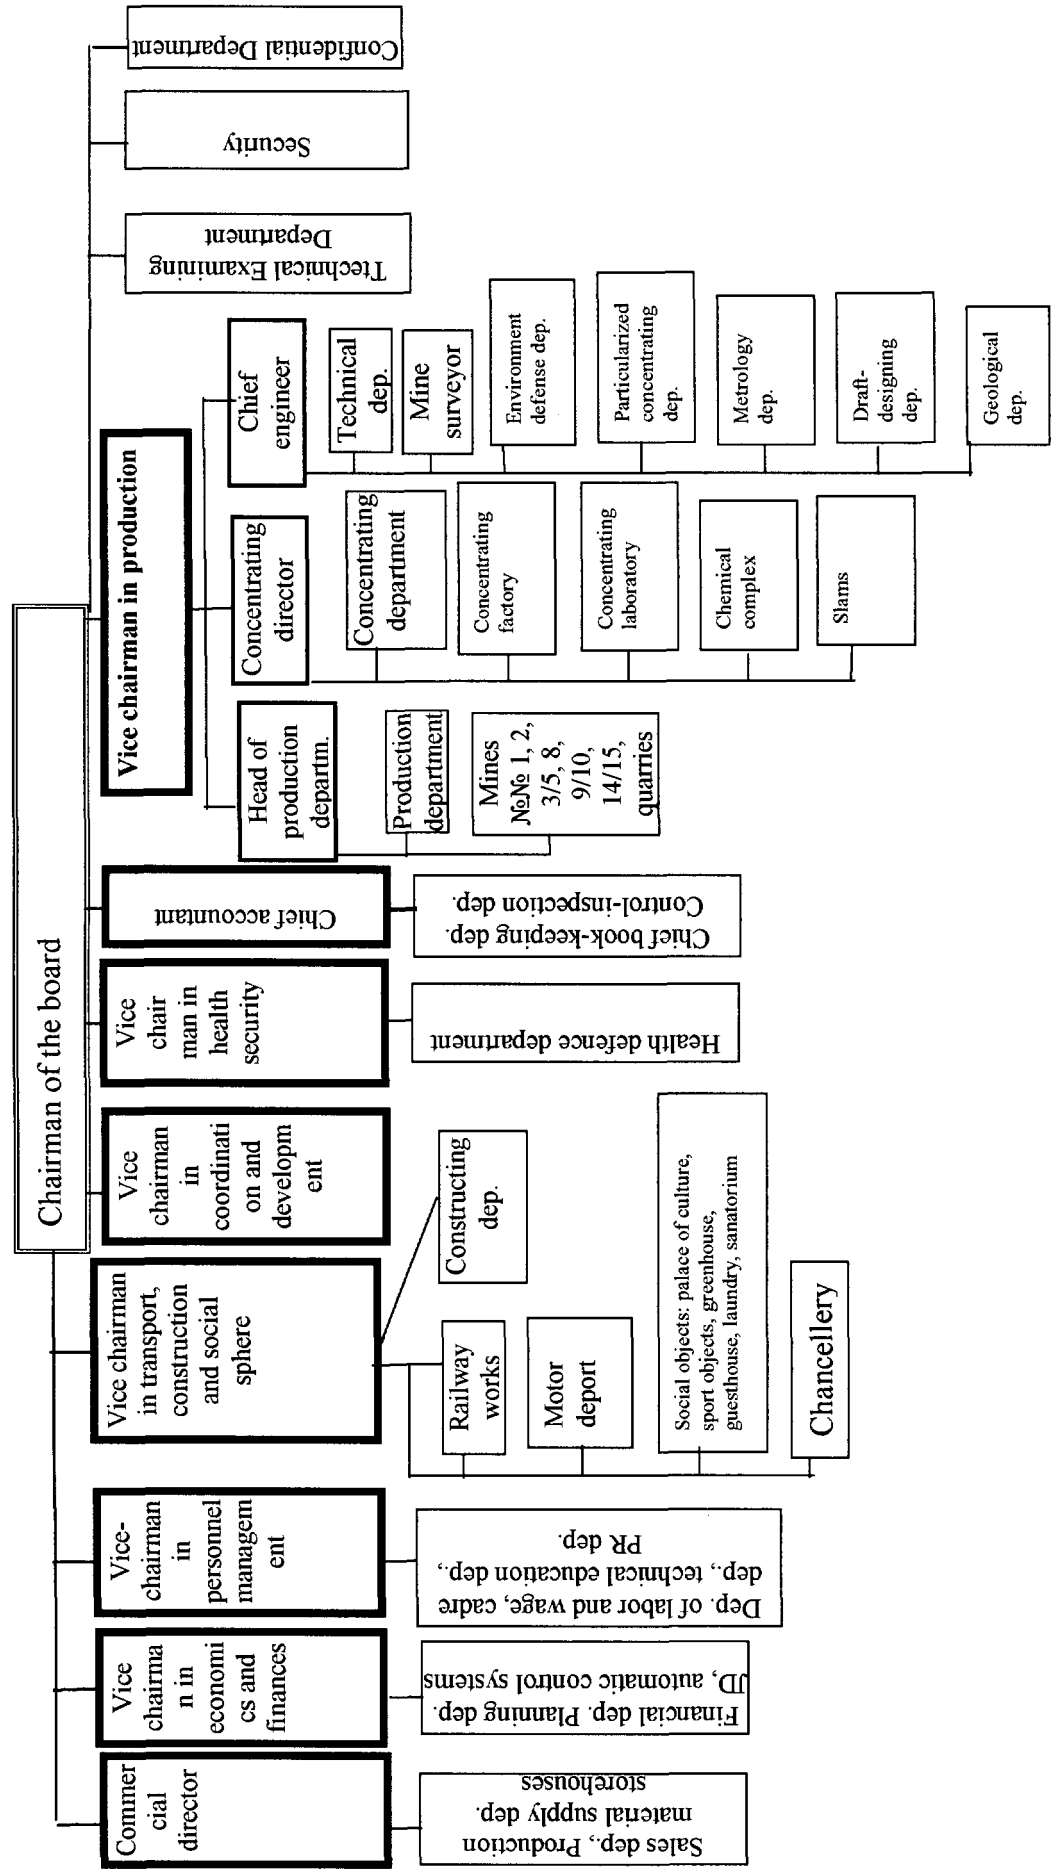 Chairman of the board
Commer
cial
director
Vice
chairma
n in
economi
cs and
finances
Vice-
chairman
in
personnel
managem
ent
Vice chairman
in transport,
construction
and social
sphere
Vice
chairman
in
coordinati
on and
developm
ent
Vice
chair
man in
health
security
Chief accountant
Vice chairman in production
Ttechnical Examining
Department
Security
Confidential Department
Sales dep., Production
material supply dep.
storehouses
Financial dep. Planning dep.
JD, automatic control systems
Dep. of labor and wage, cadre
dep., technical education dep.,
PR dep.
Railway
works
Motor
deport
Social objects: palace of culture,
sport objects, greenhouse,
guesthouse, laundry, sanatorium
Chancellery
Constructing
dep.
Health defence department
Chief book-keeping dep.
Control-inspection dep.
Head of
production
departm.
Production
department
Mines
№№ 1, 2,
3/5, 8,
9/10,
14/15,
quarries
Concentrating
director
Concentrating
department
Concentrating
factory
Concentrating
laboratory
Chemical
complex
Slams
Chief
engineer
Technical
dep.
Mine
surveyor
Environment
defense dep.
Particularized
concentrating
dep.
Metrology
dep.
Draft-
designing
dep.
Geological
dep.